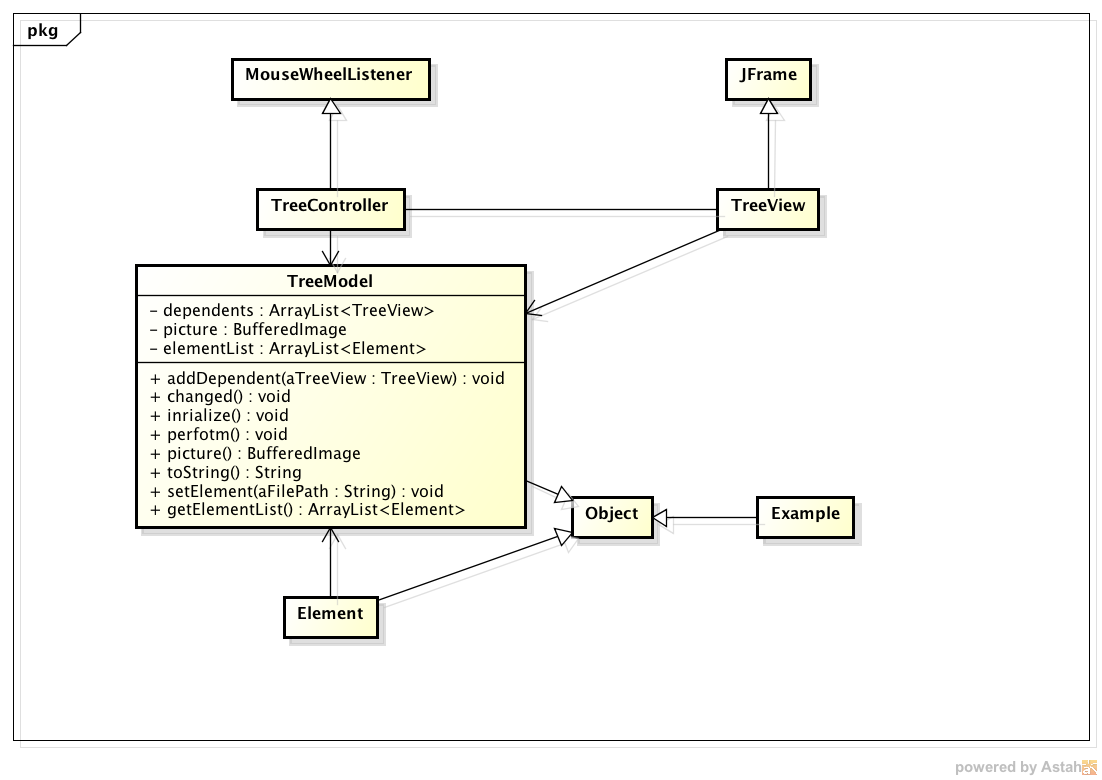 pkg
MouseWheelListener
JFrame
TreeController
TreeView
TreeModel
- dependents : ArrayList<TreeView>
- picture : BufferedImage
- elementList : ArrayList<Element>
+ addDependent(aTreeView : TreeView) : void
+ changed() : void
+ inrialize() : void
+ perfotm() : void
+ picture() : BufferedImage
+ toString() : String
+ setElement(aFilePath : String) : void
+ getElementList() : ArrayList<Element>
Object
Example
Element
powered by Astah